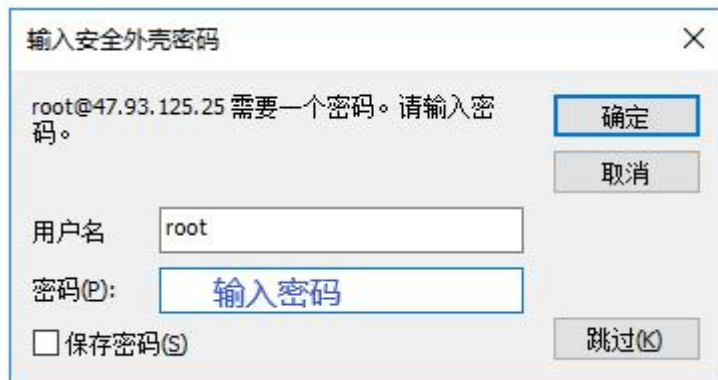 输入安全外壳密码
root@47.93.125.25 需要一个密码。请输入密
码。
确定
取消
用户名
root
密码(P):
输入密码
保存密码(S)
跳过(K)